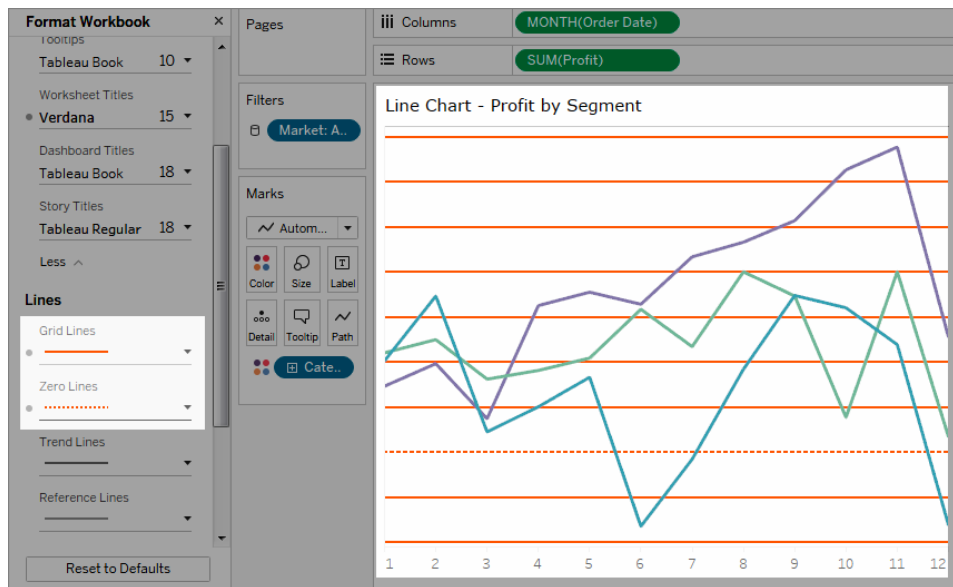 Format Workbook ×
Tooltips
Tableau Book 10
Worksheet Titles
Verdana 15
Dashboard Titles
Tableau Book 18
Story Titles
Tableau Regular 18
Less
Lines
Grid Lines
Zero Lines
Trend Lines
Reference Lines
Reset to Defaults
Pages
Filters
Market: A..
Marks
Autom...
Color Size Label
Detail Tooltip Path
Cate..
Columns MONTH(Order Date)
Rows SUM(Profit)
Line Chart - Profit by Segment
1 2 3 4 5 6 7 8 9 10 11 12